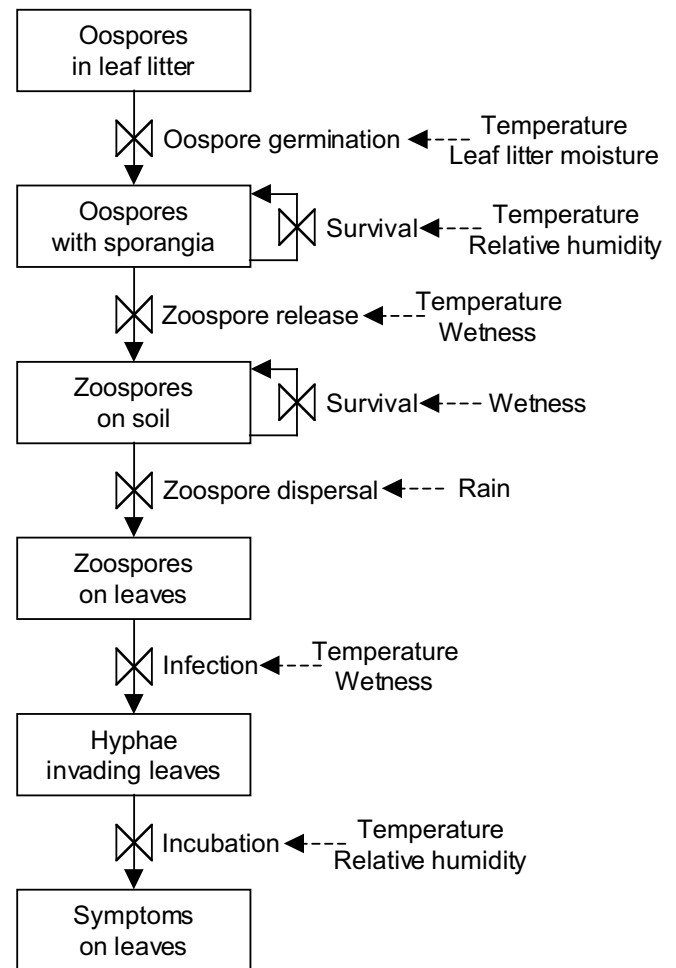 Oospores
in leaf litter
Oospore germination
Temperature
Leaf litter moisture
Oospores
with sporangia
Survival
Temperature
Relative humidity
Zoospore release
Temperature
Wetness
Zoospores
on soil
Survival
Wetness
Zoospore dispersal
Rain
Zoospores
on leaves
Infection
Temperature
Wetness
Hyphae
invading leaves
Incubation
Temperature
Relative humidity
Symptoms
on leaves